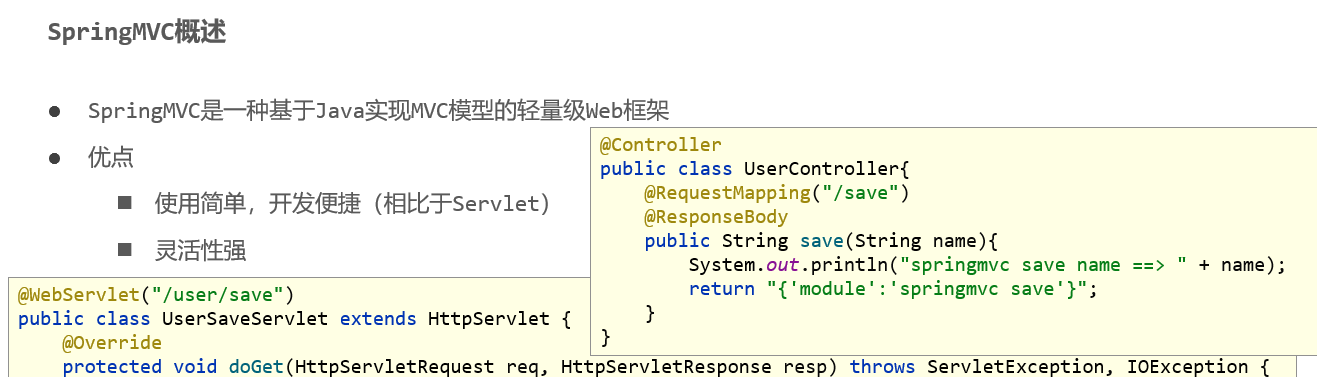 SpringMVC概述
● SpringMVC是一种基于Java实现MVC模型的轻量级Web框架
● 优点
■ 使用简单，开发便捷（相比于Servlet）
■ 灵活性强
@Controller
public class UserController{
    @RequestMapping("/save")
    @ResponseBody
    public String save(String name){
        System.out.println("springmvc save name ==> " + name);
        return "{'module':'springmvc save'}";
    }
}
@WebServlet("/user/save")
public class UserSaveServlet extends HttpServlet {
    @Override
    protected void doGet(HttpServletRequest req, HttpServletResponse resp) throws ServletException, IOException {